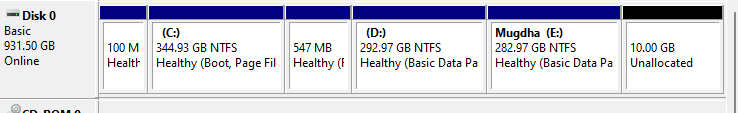 Disk 0
Basic
931.50 GB
Online
100 M
Health
(C:)
344.93 GB NTFS
Healthy (Boot, Page Fil
547 MB
Healthy (
(D:)
292.97 GB NTFS
Healthy (Basic Data Pa
Mugdha (E:)
282.97 GB NTFS
Healthy (Basic Data Pa
10.00 GB
Unallocated
CD-ROM 0